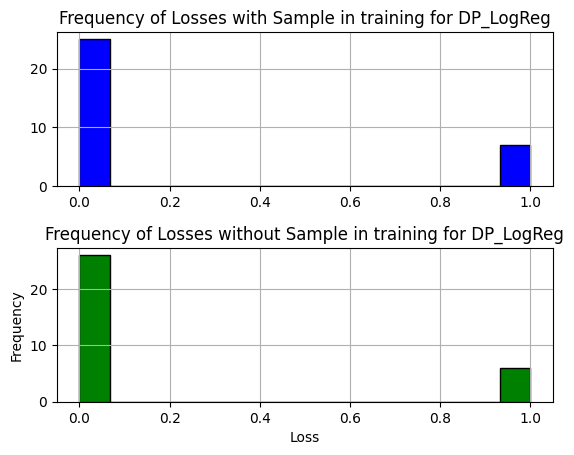 Frequency of Losses with Sample in training for DP_LogReg
20
10
0
0.0 0.2 0.4 0.6 0.8 1.0
Frequency of Losses without Sample in training for DP_LogReg
Frequency
20
10
0
0.0 0.2 0.4 0.6 0.8 1.0
Loss